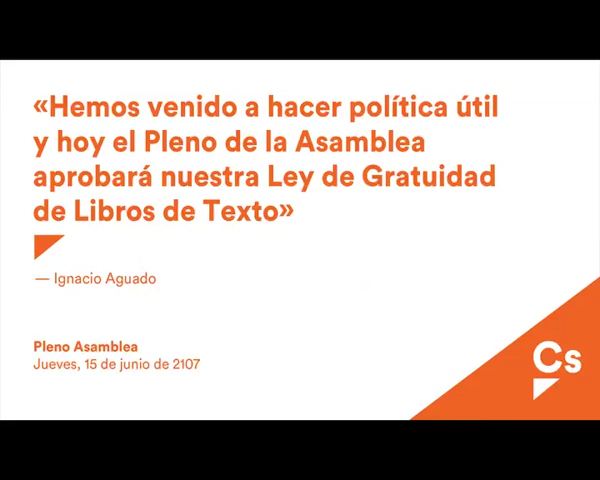 «Hemos venido a hacer política útil
y hoy el Pleno de la Asamblea
aprobará nuestra Ley de Gratuidad
de Libros de Texto»
— Ignacio Aguado
Pleno Asamblea
Jueves, 15 de junio de 2107
Cs